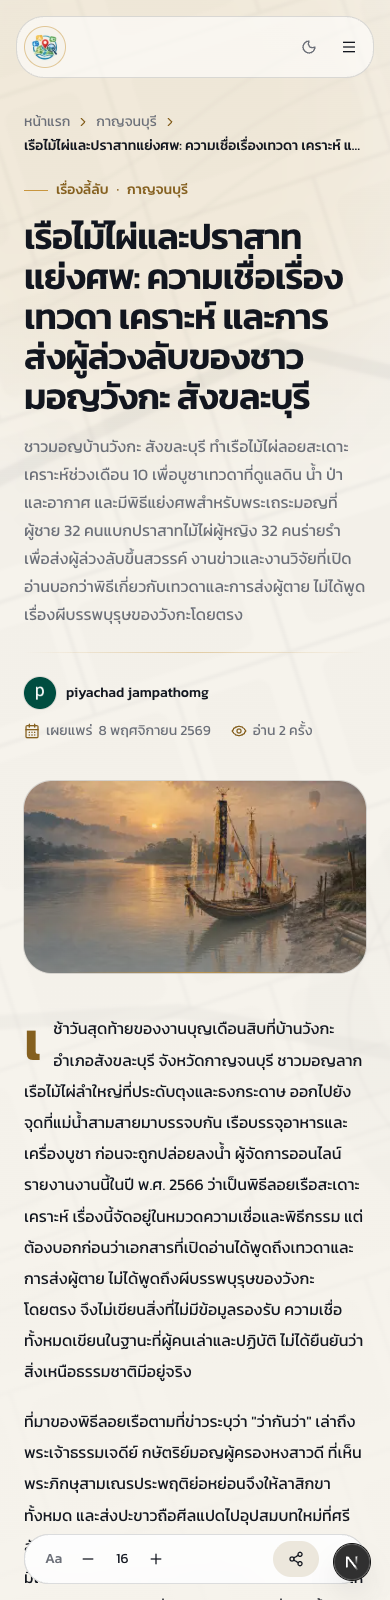 หน้าแรก > กาญจนบุรี >
เรือไม้ไผ่และปราสาทแย่งศพ: ความเชื่อเรื่องเทวดา เคราะห์ แ...
เรื่องลี้ลับ · กาญจนบุรี
เรือไม้ไผ่และปราสาท
แย่งศพ: ความเชื่อเรื่อง
เทวดา เคราะห์ และการ
ส่งผู้ล่วงลับของชาว
มอญวังกะ สังขละบุรี
ชาวมอญบ้านวังกะ สังขละบุรี ทำเรือไม้ไผ่ลอยสะเดาะ
เคราะห์ช่วงเดือน 10 เพื่อบูชาเทวดาที่ดูแลดิน น้ำ ป่า
และอากาศ และมีพิธีแย่งศพสำหรับพระเถระมอญที่
ผู้ชาย 32 คนแบกปราสาทไม้ไผ่ผู้หญิง 32 คนร่ายรำ
เพื่อส่งผู้ล่วงลับขึ้นสวรรค์ งานข่าวและงานวิจัยที่เปิด
อ่านบอกว่าพิธีเกี่ยวกับเทวดาและการส่งผู้ตาย ไม่ได้พูด
เรื่องผีบรรพบุรุษของวังกะโดยตรง
p piyachad jampathomg
เผยแพร่ 8 พฤศจิกายน 2569 อ่าน 2 ครั้ง
เช้าวันสุดท้ายของงานบุญเดือนสิบที่บ้านวังกะ
อำเภอสังขละบุรี จังหวัดกาญจนบุรี ชาวมอญลาก
เรือไม้ไผ่ลำใหญ่ที่ประดับตุงและธงกระดาษ ออกไปยัง
จุดที่แม่น้ำสามสายมาบรรจบกัน เรือบรรจุอาหารและ
เครื่องบูชา ก่อนจะถูกปล่อยลงน้ำ ผู้จัดการออนไลน์
รายงานงานนี้ในปี พ.ศ. 2566 ว่าเป็นพิธีลอยเรือสะเดาะ
เคราะห์ เรื่องนี้จัดอยู่ในหมวดความเชื่อและพิธีกรรม แต่
ต้องบอกก่อนว่าเอกสารที่เปิดอ่านได้พูดถึงเทวดาและ
การส่งผู้ตาย ไม่ได้พูดถึงผีบรรพบุรุษของวังกะ
โดยตรง จึงไม่เขียนสิ่งที่ไม่มีข้อมูลรองรับ ความเชื่อ
ทั้งหมดเขียนในฐานะที่ผู้คนเล่าและปฏิบัติ ไม่ได้ยืนยันว่า
สิ่งเหนือธรรมชาติมีอยู่จริง
ที่มาของพิธีลอยเรือตามที่ข่าวระบุว่า "ว่ากันว่า" เล่าถึง
พระเจ้าธรรมเจดีย์ กษัตริย์มอญผู้ครองหงสาวดี ที่เห็น
พระภิกษุสามเณรประพฤติย่อหย่อนจึงให้ลาสิกขา
ทั้งหมด และส่งปะขาวถือศีลแปดไปอุปสมบทใหม่ที่ศรี
Aa − 16 +
N